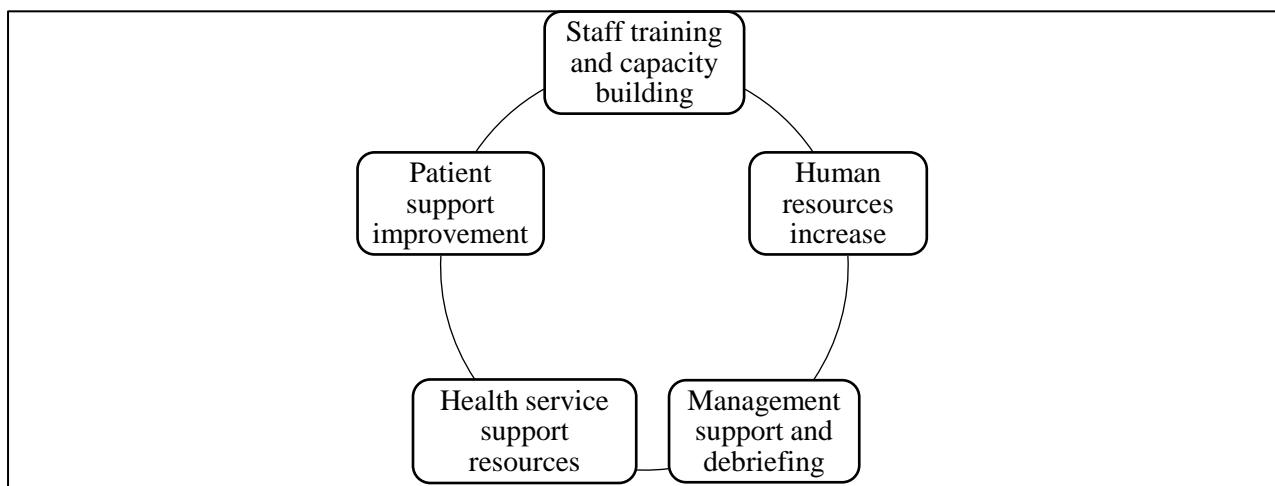 Staff training
and capacity
building
Patient
support
improvement
Human
resources
increase
Health service
support
resources
Management
support and
debriefing